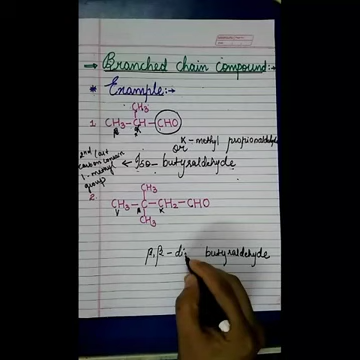 → Branched chain compound:→
* Example:→
CH₃
1. CH₃-CH-CHO
β α
α-methyl propionaldehyde
or
← Iso-butyraldehyde
2nd last
carbon contain
1-methyl
group
CH₃
2. CH₃-C-CH₂-CHO
γ β α
CH₃
β,β-di butyraldehyde